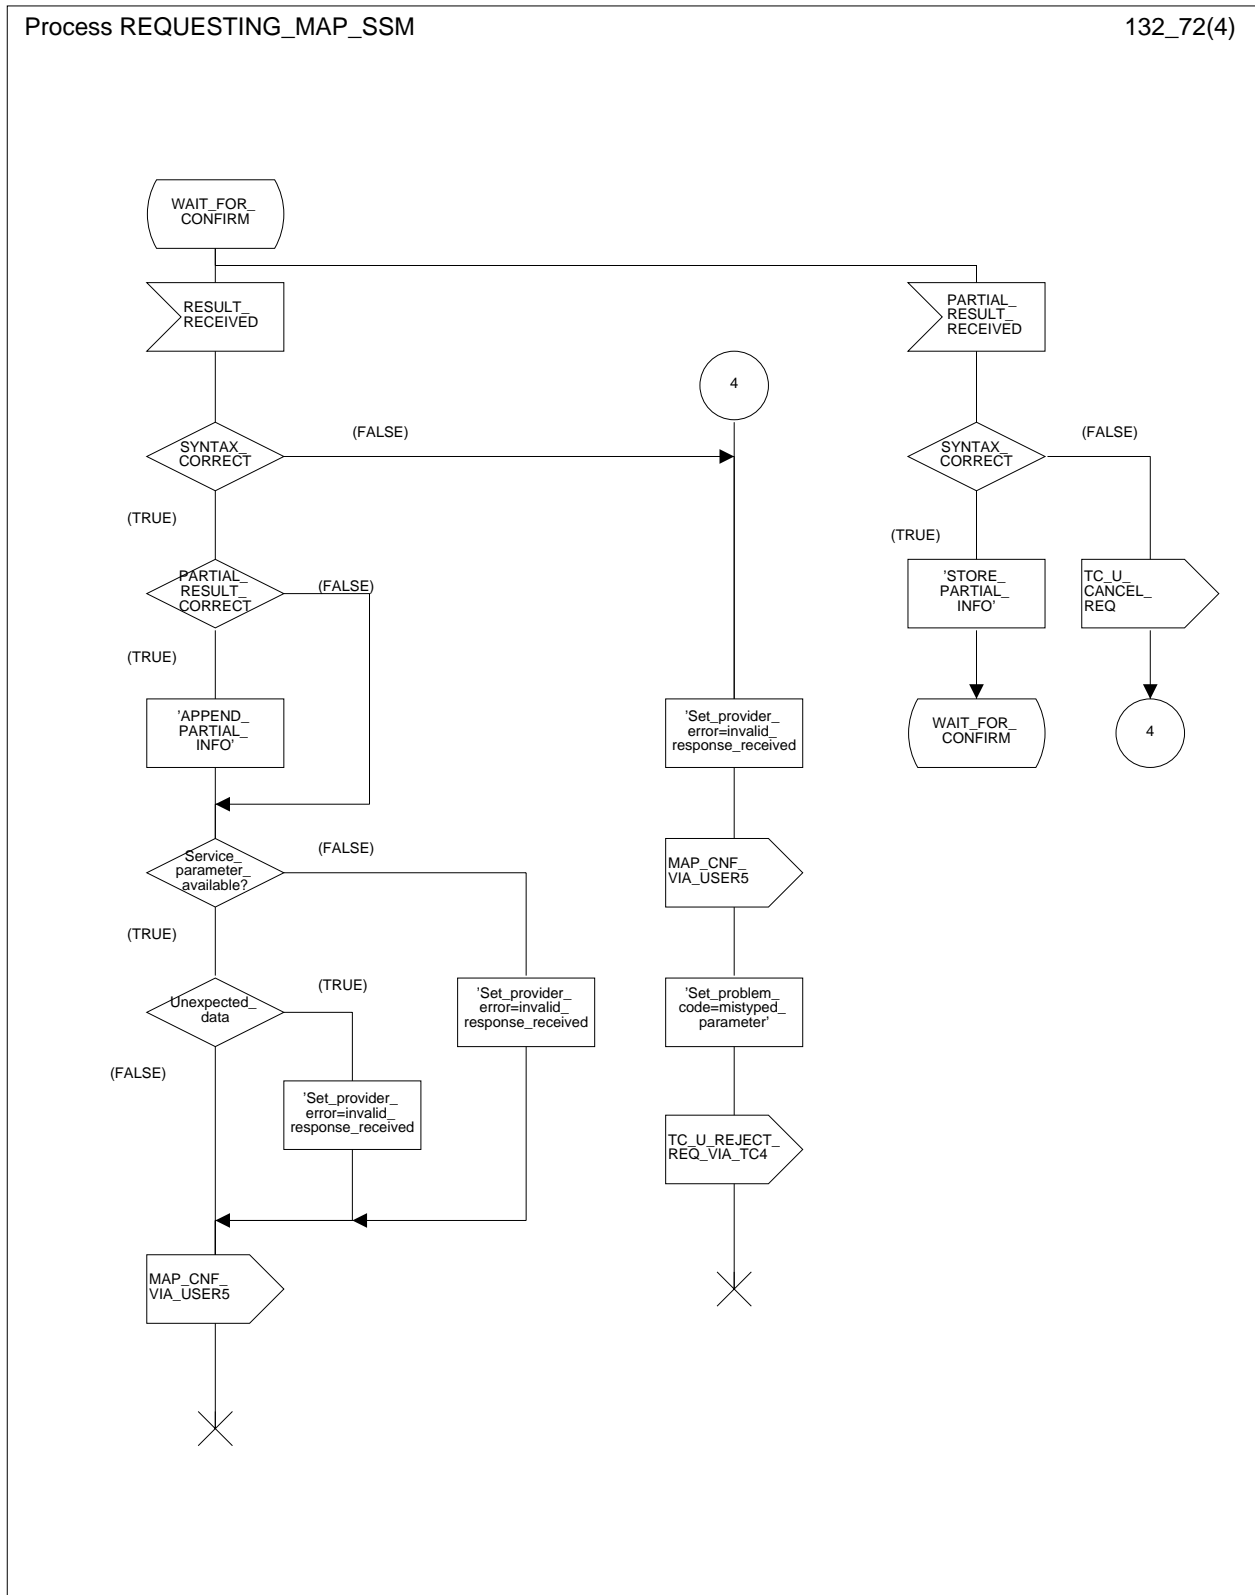 Process REQUESTING_MAP_SSM
132_72(4)
WAIT_FOR_
CONFIRM
RESULT_
RECEIVED
PARTIAL_
RESULT_
RECEIVED
4
SYNTAX_
CORRECT
(FALSE)
SYNTAX_
CORRECT
(FALSE)
(TRUE)
(TRUE)
PARTIAL_
RESULT_
CORRECT
(FALSE)
'STORE_
PARTIAL_
INFO'
TC_U_
CANCEL_
REQ
(TRUE)
'APPEND_
PARTIAL_
INFO'
'Set_provider_
error=invalid_
response_received
WAIT_FOR_
CONFIRM
4
Service_
parameter_
available?
(FALSE)
MAP_CNF_
VIA_USER5
(TRUE)
Unexpected_
data
(TRUE)
'Set_provider_
error=invalid_
response_received
'Set_problem_
code=mistyped_
parameter'
(FALSE)
'Set_provider_
error=invalid_
response_received
TC_U_REJECT_
REQ_VIA_TC4
MAP_CNF_
VIA_USER5